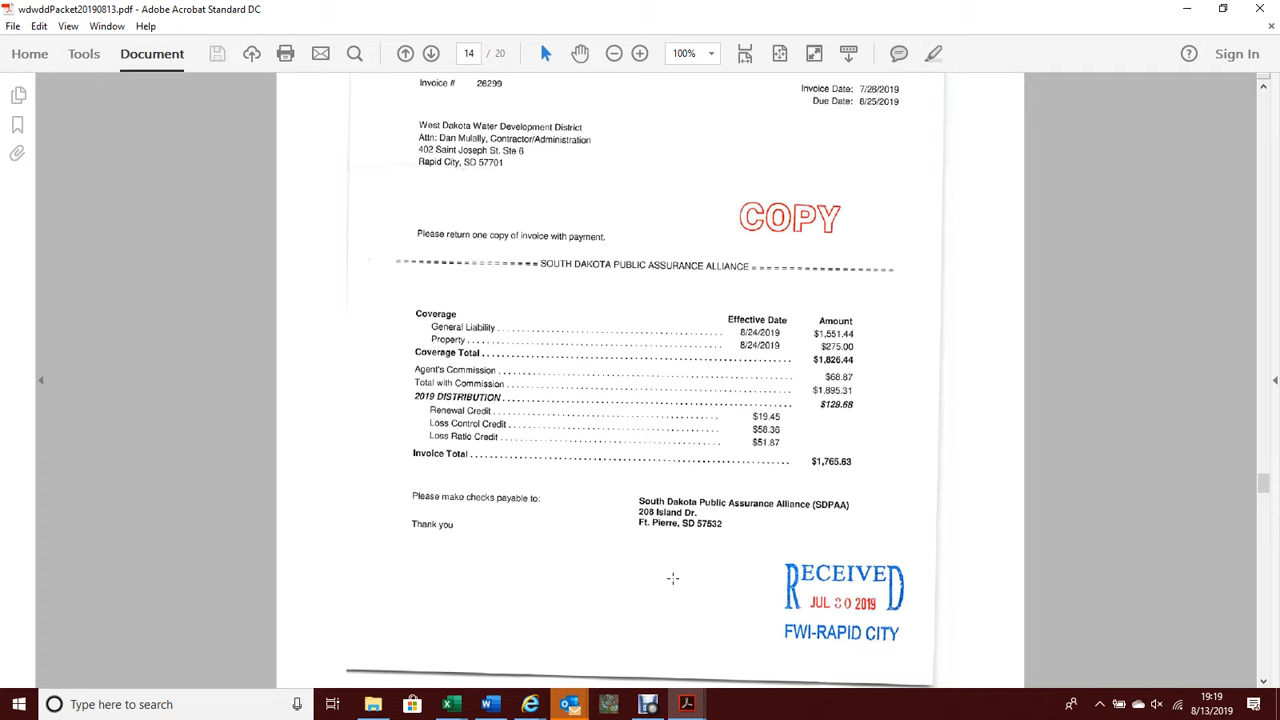 wdwddPacket20190813.pdf - Adobe Acrobat Standard DC
File Edit View Window Help
Home Tools Document 14 / 20 100% Sign In
Invoice # 26299 Invoice Date: 7/26/2019
Due Date: 8/25/2019
West Dakota Water Development District
Attn: Dan Mulally, Contractor/Administration
402 Saint Joseph St. Ste 6
Rapid City, SD 57701
COPY
Please return one copy of invoice with payment.
================== SOUTH DAKOTA PUBLIC ASSURANCE ALLIANCE ==================
Coverage Effective Date Amount
General Liability 8/24/2019 $1,551.44
Property 8/24/2019 $275.00
Coverage Total $1,826.44
Agent's Commission $68.87
Total with Commission $1,895.31
2019 DISTRIBUTION $129.68
Renewal Credit $19.45
Loss Control Credit $58.36
Loss Ratio Credit $51.87
Invoice Total $1,765.63
Please make checks payable to: South Dakota Public Assurance Alliance (SDPAA)
208 Island Dr.
Ft. Pierre, SD 57532
Thank you
RECEIVED
JUL 30 2019
FWI-RAPID CITY
Type here to search
19:19
8/13/2019